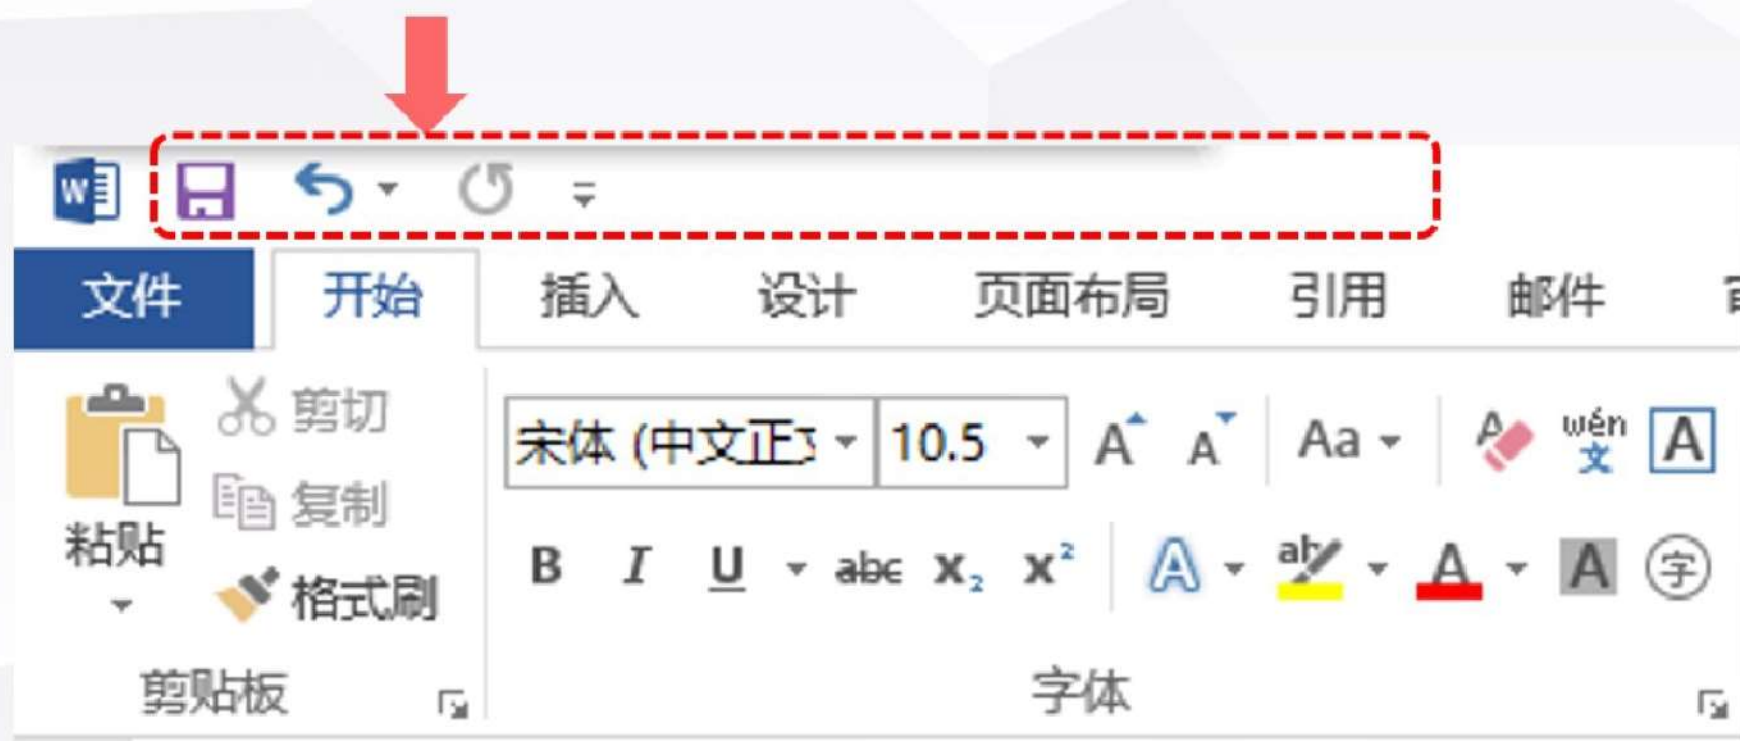 文件 开始 插入 设计 页面布局 引用 邮件
剪切
宋体 (中文正 10.5 A A Aa A wén 文 A
复制
粘贴
B I U abc X₂ X² A ab A A 字
格式刷
剪贴板 字体